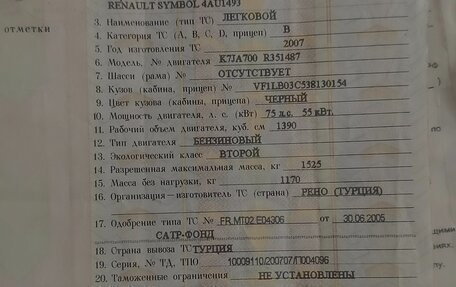 RENAULT SYMBOL 4AU1493
отметки
3. Наименование (тип ТС) ЛЕГКОВОЙ
4. Категория ТС (A, B, C, D, прицеп) B
5. Год изготовления ТС 2007
6. Модель, № двигателя K7JA700 R351487
7. Шасси (рама) № ОТСУТСТВУЕТ
8. Кузов (кабина, прицеп) № VF1LB03C538130154
9. Цвет кузова (кабины, прицепа) ЧЕРНЫЙ
10. Мощность двигателя, л. с. (кВт) 75 л.с. 55 кВт.
11. Рабочий объем двигателя, куб. см 1390
12. Тип двигателя БЕНЗИНОВЫЙ
13. Экологический класс ВТОРОЙ
14. Разрешенная максимальная масса, кг 1525
15. Масса без нагрузки, кг 1170
16. Организация—изготовитель ТС (страна) РЕНО (ТУРЦИЯ)
17. Одобрение типа ТС № FR.MT02.E04306 от 30.06.2005
САТР-ФОНД
18. Страна вывоза ТС ТУРЦИЯ
19. Серия, № ТД, ТПО 10009110/200707/П004096
20. Таможенные ограничения НЕ УСТАНОВЛЕНЫ